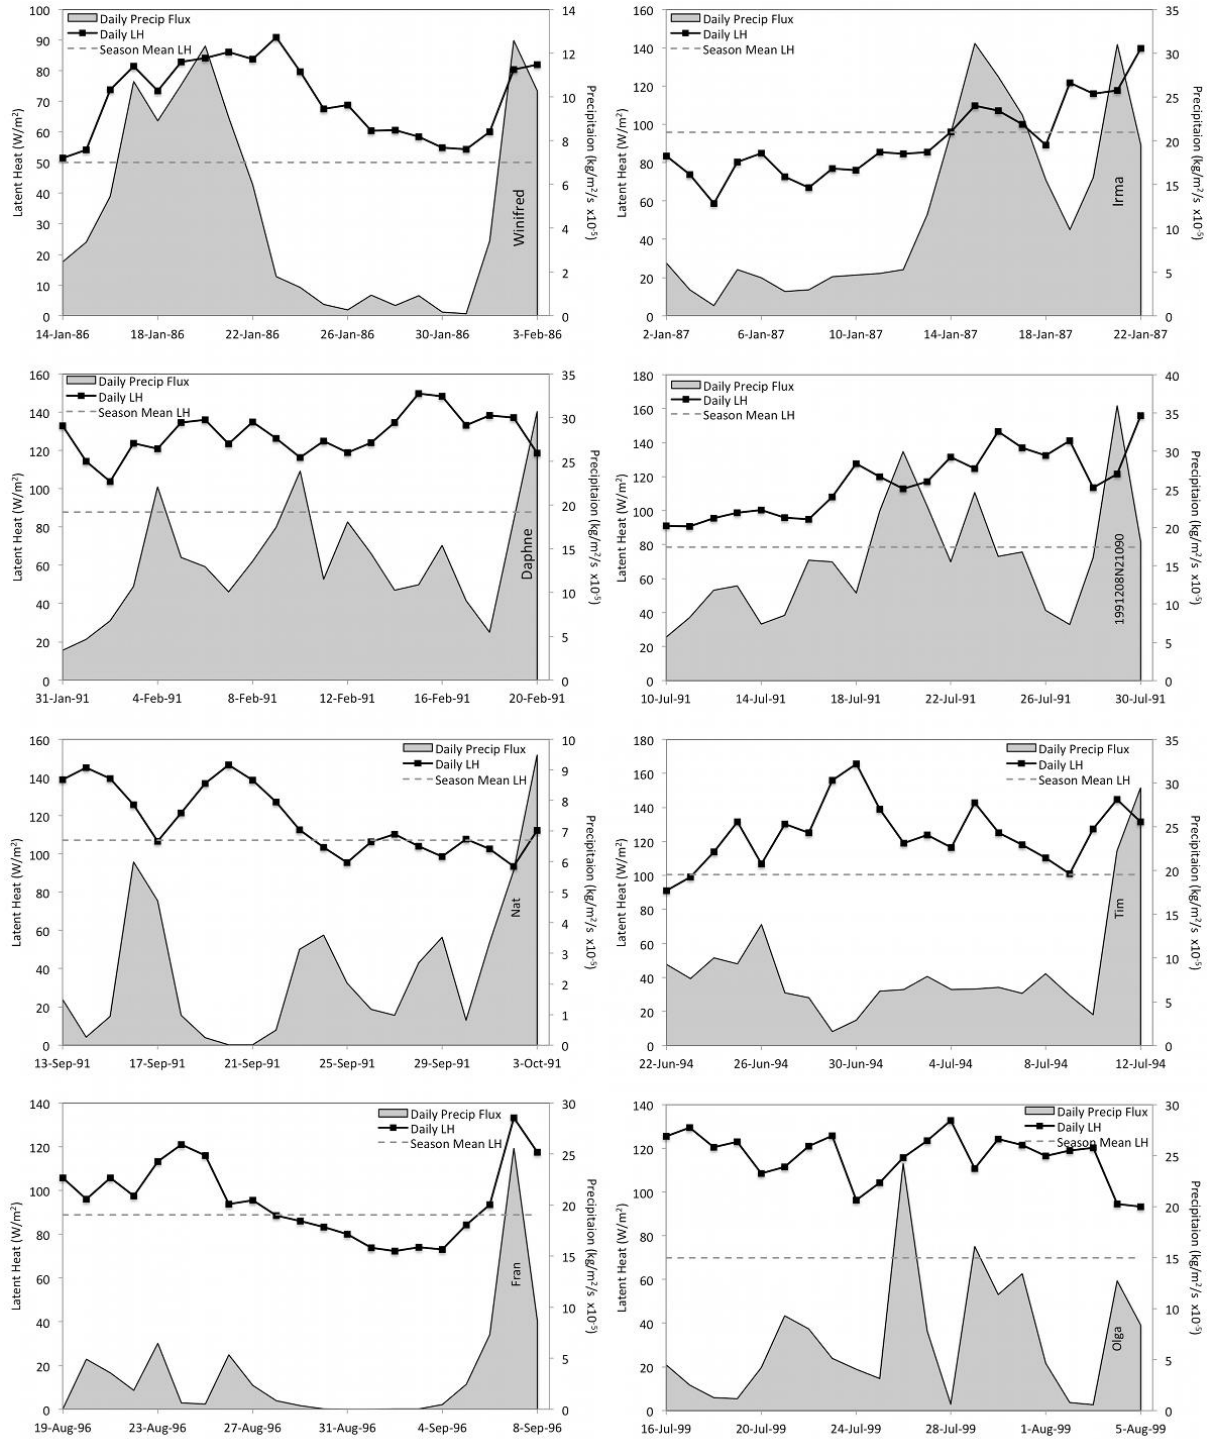 Daily Precip Flux
Daily LH
Season Mean LH
Latent Heat (W/m²)
100
90
80
70
60
50
40
30
20
10
0
14
12
10
8
6
4
2
0
Precipitaion (kg/m²/s x10⁻⁵)
Winifred
14-Jan-86 18-Jan-86 22-Jan-86 26-Jan-86 30-Jan-86 3-Feb-86
Daily Precip Flux
Daily LH
Season Mean LH
Latent Heat (W/m²)
160
140
120
100
80
60
40
20
0
35
30
25
20
15
10
5
0
Precipitaion (kg/m²/s x10⁻⁵)
Irma
2-Jan-87 6-Jan-87 10-Jan-87 14-Jan-87 18-Jan-87 22-Jan-87
Daily Precip Flux
Daily LH
Season Mean LH
Latent Heat (W/m²)
160
140
120
100
80
60
40
20
0
35
30
25
20
15
10
5
0
Precipitaion (kg/m²/s x10⁻⁵)
Daphne
31-Jan-91 4-Feb-91 8-Feb-91 12-Feb-91 16-Feb-91 20-Feb-91
Daily Precip Flux
Daily LH
Season Mean LH
Latent Heat (W/m²)
180
160
140
120
100
80
60
40
20
0
40
35
30
25
20
15
10
5
0
Precipitaion (kg/m²/s x10⁻⁵)
1991208N21090
10-Jul-91 14-Jul-91 18-Jul-91 22-Jul-91 26-Jul-91 30-Jul-91
Daily Precip Flux
Daily LH
Season Mean LH
Latent Heat (W/m²)
160
140
120
100
80
60
40
20
0
10
9
8
7
6
5
4
3
2
1
0
Precipitaion (kg/m²/s x10⁻⁵)
Nat
13-Sep-91 17-Sep-91 21-Sep-91 25-Sep-91 29-Sep-91 3-Oct-91
Daily Precip Flux
Daily LH
Season Mean LH
Latent Heat (W/m²)
180
160
140
120
100
80
60
40
20
0
35
30
25
20
15
10
5
0
Precipitaion (kg/m²/s x10⁻⁵)
Tim
22-Jun-94 26-Jun-94 30-Jun-94 4-Jul-94 8-Jul-94 12-Jul-94
Daily Precip Flux
Daily LH
Season Mean LH
Latent Heat (W/m²)
140
120
100
80
60
40
20
0
30
25
20
15
10
5
0
Precipitaion (kg/m²/s x10⁻⁵)
Fran
19-Aug-96 23-Aug-96 27-Aug-96 31-Aug-96 4-Sep-96 8-Sep-96
Daily Precip Flux
Daily LH
Season Mean LH
Latent Heat (W/m²)
140
120
100
80
60
40
20
0
30
25
20
15
10
5
0
Precipitaion (kg/m²/s x10⁻⁵)
Olga
16-Jul-99 20-Jul-99 24-Jul-99 28-Jul-99 1-Aug-99 5-Aug-99